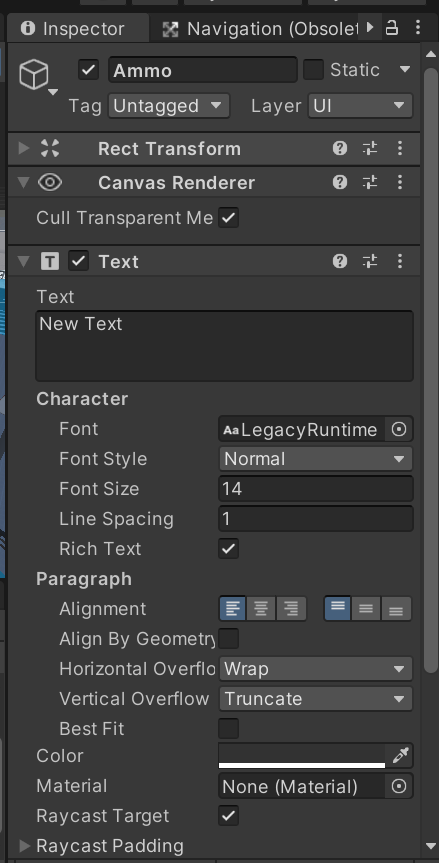 Inspector
Navigation (Obsolet
Ammo
Static
Tag Untagged Layer UI
Rect Transform
Canvas Renderer
Cull Transparent Me
T Text
Text
New Text
Character
Font Aa LegacyRuntime
Font Style Normal
Font Size 14
Line Spacing 1
Rich Text
Paragraph
Alignment
Align By Geometry
Horizontal Overflo Wrap
Vertical Overflow Truncate
Best Fit
Color
Material None (Material)
Raycast Target
Raycast Padding